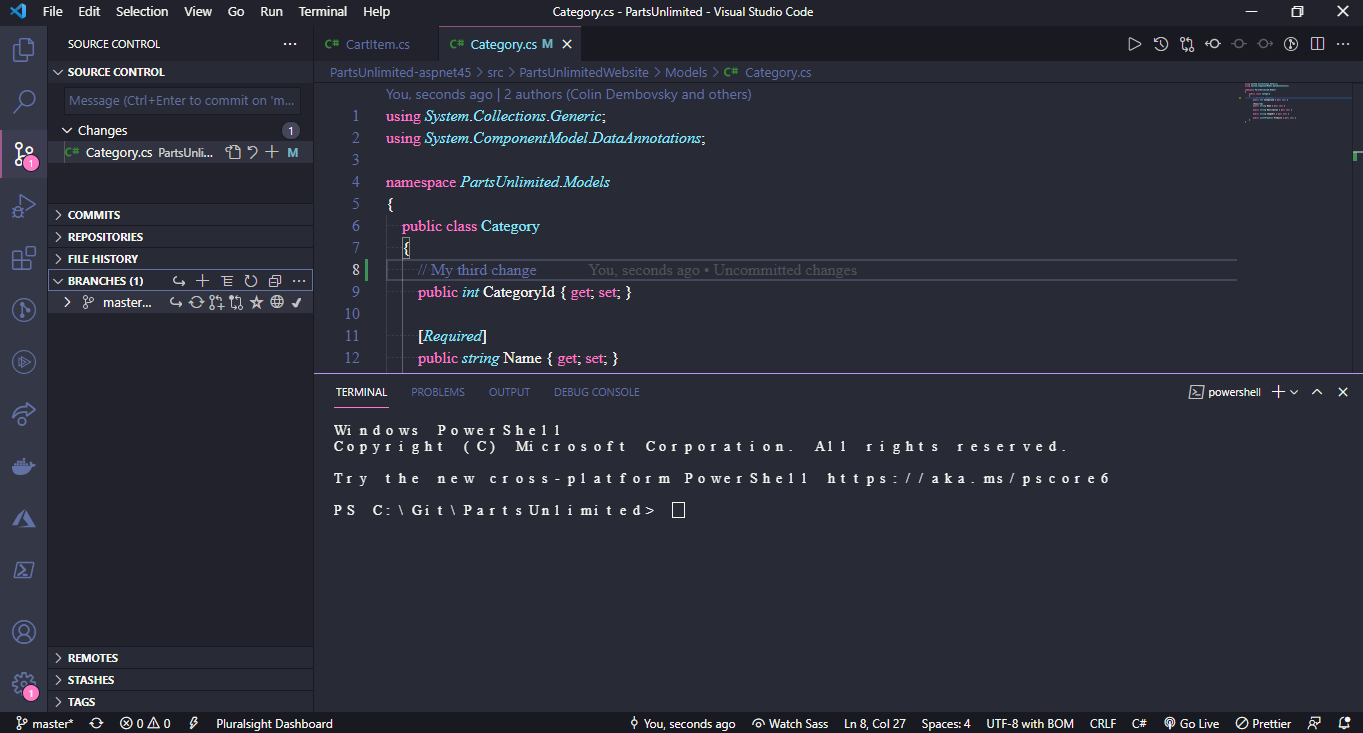 File Edit Selection View Go Run Terminal Help Category.cs - PartsUnlimited - Visual Studio Code
SOURCE CONTROL
SOURCE CONTROL
Message (Ctrl+Enter to commit on 'm...
Changes 1
C# Category.cs PartsUnli... M
1
COMMITS
REPOSITORIES
FILE HISTORY
BRANCHES (1)
master...
REMOTES
STASHES
TAGS
1
C# CartItem.cs C# Category.cs M
PartsUnlimited-aspnet45 > src > PartsUnlimitedWebsite > Models > C# Category.cs
You, seconds ago | 2 authors (Colin Dembovsky and others)
1 using System.Collections.Generic;
2 using System.ComponentModel.DataAnnotations;
3
4 namespace PartsUnlimited.Models
5 {
6 public class Category
7 {
8 // My third change You, seconds ago • Uncommitted changes
9 public int CategoryId { get; set; }
10
11 [Required]
12 public string Name { get; set; }
TERMINAL PROBLEMS OUTPUT DEBUG CONSOLE powershell
Windows PowerShell
Copyright (C) Microsoft Corporation. All rights reserved.
Try the new cross-platform PowerShell https://aka.ms/pscore6
PS C:\Git\PartsUnlimited>
master* 0 0 Pluralsight Dashboard You, seconds ago Watch Sass Ln 8, Col 27 Spaces: 4 UTF-8 with BOM CRLF C# Go Live Prettier